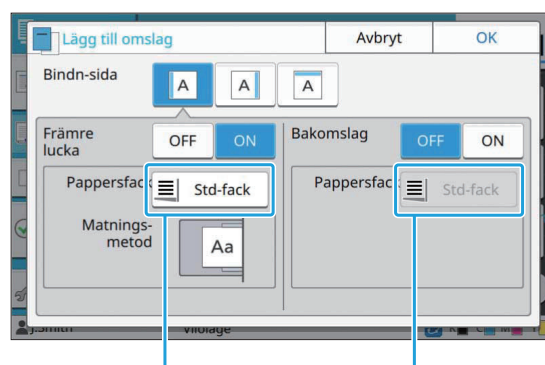 Lägg till omslag
Avbryt
OK
Bindn-sida
A
A
A
Främre
lucka
OFF
ON
Bakomslag
OFF
ON
Pappersfack
Std-fack
Pappersfack
Std-fack
Matnings-
metod
Aa
J.Smith
Viloläge
K
C
M
Y